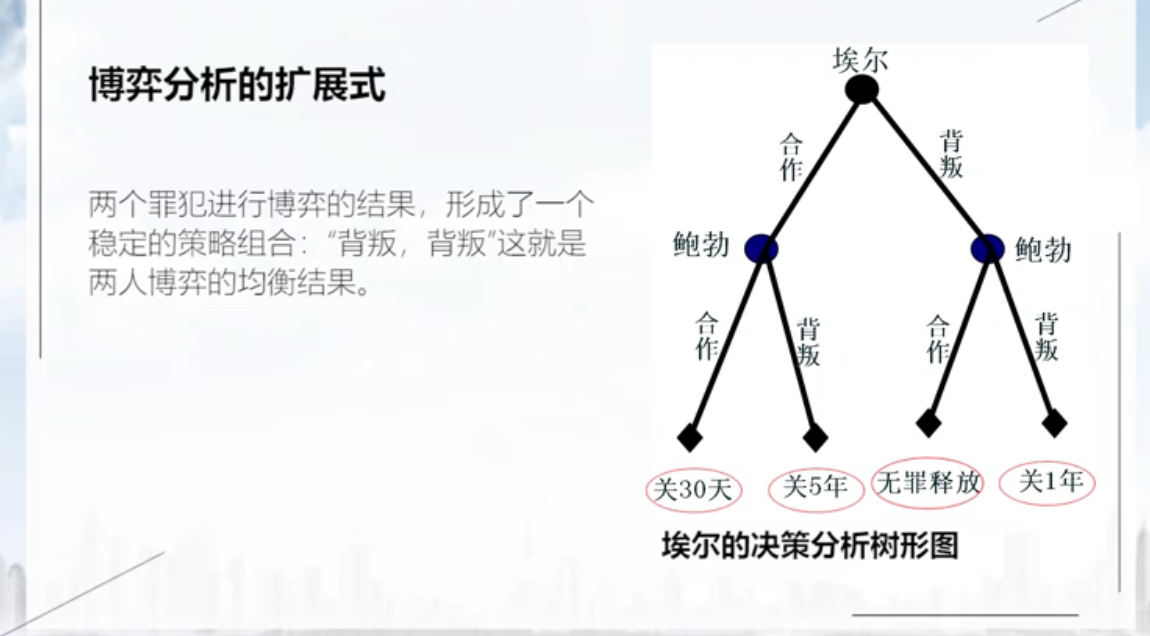 博弈分析的扩展式
两个罪犯进行博弈的结果，形成了一个
稳定的策略组合：“背叛，背叛”这就是
两人博弈的均衡结果。
埃尔
合作
背叛
鲍勃
鲍勃
合作
背叛
合作
背叛
关30天
关5年
无罪释放
关1年
埃尔的决策分析树形图